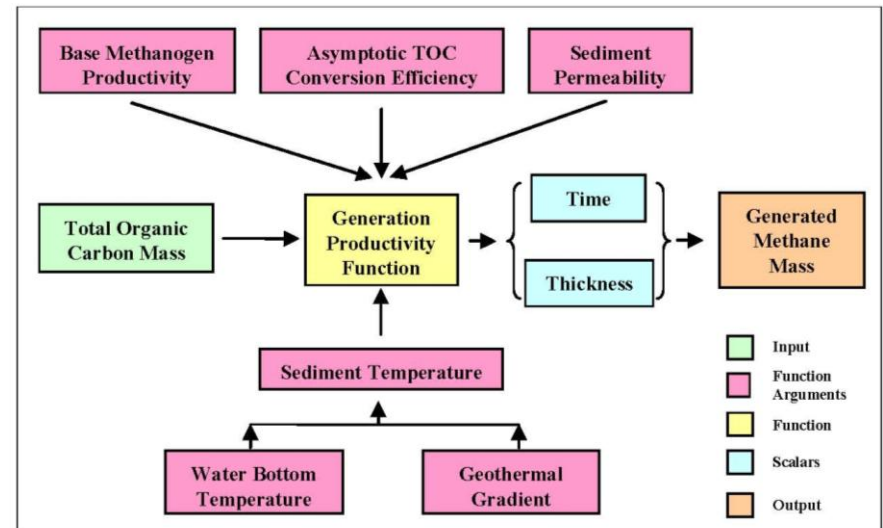 Base Methanogen
Productivity
Asymptotic TOC
Conversion Efficiency
Sediment
Permeability
Total Organic
Carbon Mass
Generation
Productivity
Function
Time
Thickness
Generated
Methane
Mass
Sediment Temperature
Water Bottom
Temperature
Geothermal
Gradient
Input
Function
Arguments
Function
Scalars
Output